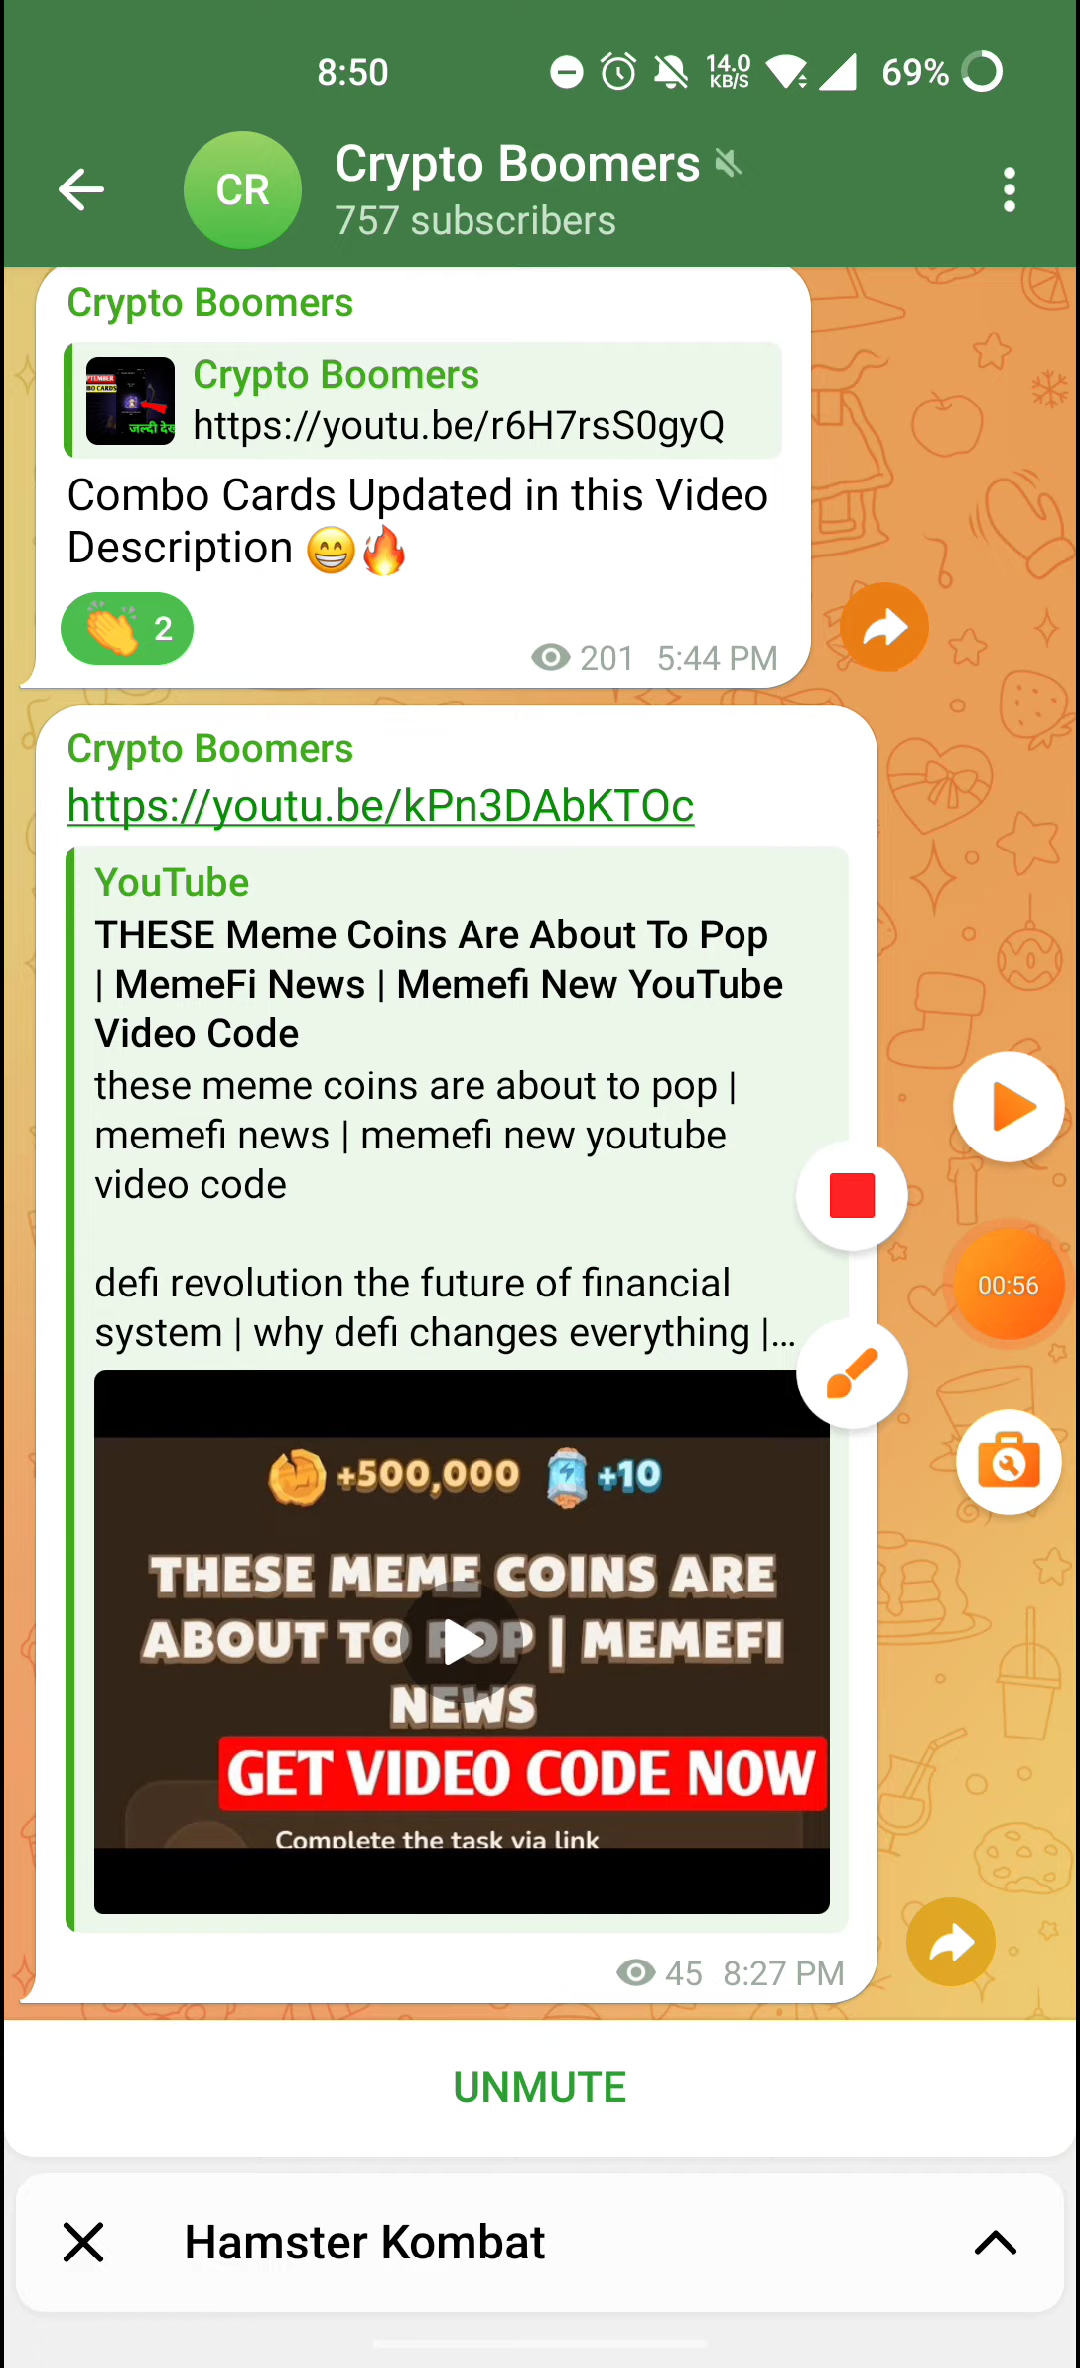 8:50
14.0
KB/S
69%
CR
Crypto Boomers
757 subscribers
Crypto Boomers
Crypto Boomers
https://youtu.be/r6H7rsS0gyQ
Combo Cards Updated in this Video
Description 😁🔥
👏 2
201 5:44 PM
Crypto Boomers
https://youtu.be/kPn3DAbKTOc
YouTube
THESE Meme Coins Are About To Pop
| MemeFi News | Memefi New YouTube
Video Code
these meme coins are about to pop |
memefi news | memefi new youtube
video code
defi revolution the future of financial
system | why defi changes everything |...
00:56
+500,000 +10
THESE MEME COINS ARE
ABOUT TO POP | MEMEFI
NEWS
GET VIDEO CODE NOW
Complete the task via link
45 8:27 PM
UNMUTE
Hamster Kombat